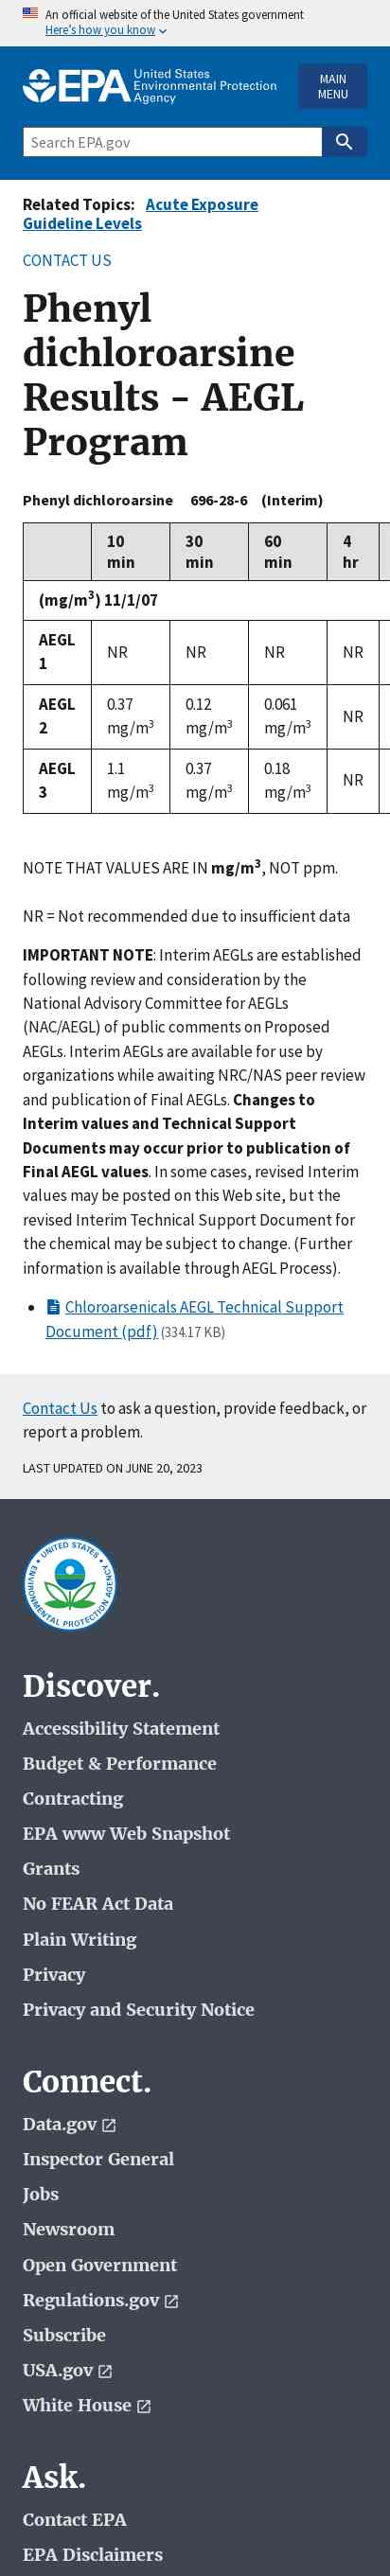 An official website of the United States government
Here's how you know
EPA United States
Environmental Protection
Agency
MAIN
MENU
Search EPA.gov
Related Topics: Acute Exposure
Guideline Levels
CONTACT US
Phenyl
dichloroarsine
Results - AEGL
Program
Phenyl dichloroarsine 696-28-6 (Interim)
10 min 30 min 60 min 4 hr
(mg/m3) 11/1/07
AEGL 1 NR NR NR NR
AEGL 2 0.37 mg/m3 0.12 mg/m3 0.061 mg/m3 NR
AEGL 3 1.1 mg/m3 0.37 mg/m3 0.18 mg/m3 NR
NOTE THAT VALUES ARE IN mg/m3, NOT ppm.
NR = Not recommended due to insufficient data
IMPORTANT NOTE: Interim AEGLs are established
following review and consideration by the
National Advisory Committee for AEGLs
(NAC/AEGL) of public comments on Proposed
AEGLs. Interim AEGLs are available for use by
organizations while awaiting NRC/NAS peer review
and publication of Final AEGLs. Changes to
Interim values and Technical Support
Documents may occur prior to publication of
Final AEGL values. In some cases, revised Interim
values may be posted on this Web site, but the
revised Interim Technical Support Document for
the chemical may be subject to change. (Further
information is available through AEGL Process).
Chloroarsenicals AEGL Technical Support
Document (pdf) (334.17 KB)
Contact Us to ask a question, provide feedback, or
report a problem.
LAST UPDATED ON JUNE 20, 2023
UNITED STATES
ENVIRONMENTAL PROTECTION AGENCY
Discover.
Accessibility Statement
Budget & Performance
Contracting
EPA www Web Snapshot
Grants
No FEAR Act Data
Plain Writing
Privacy
Privacy and Security Notice
Connect.
Data.gov
Inspector General
Jobs
Newsroom
Open Government
Regulations.gov
Subscribe
USA.gov
White House
Ask.
Contact EPA
EPA Disclaimers